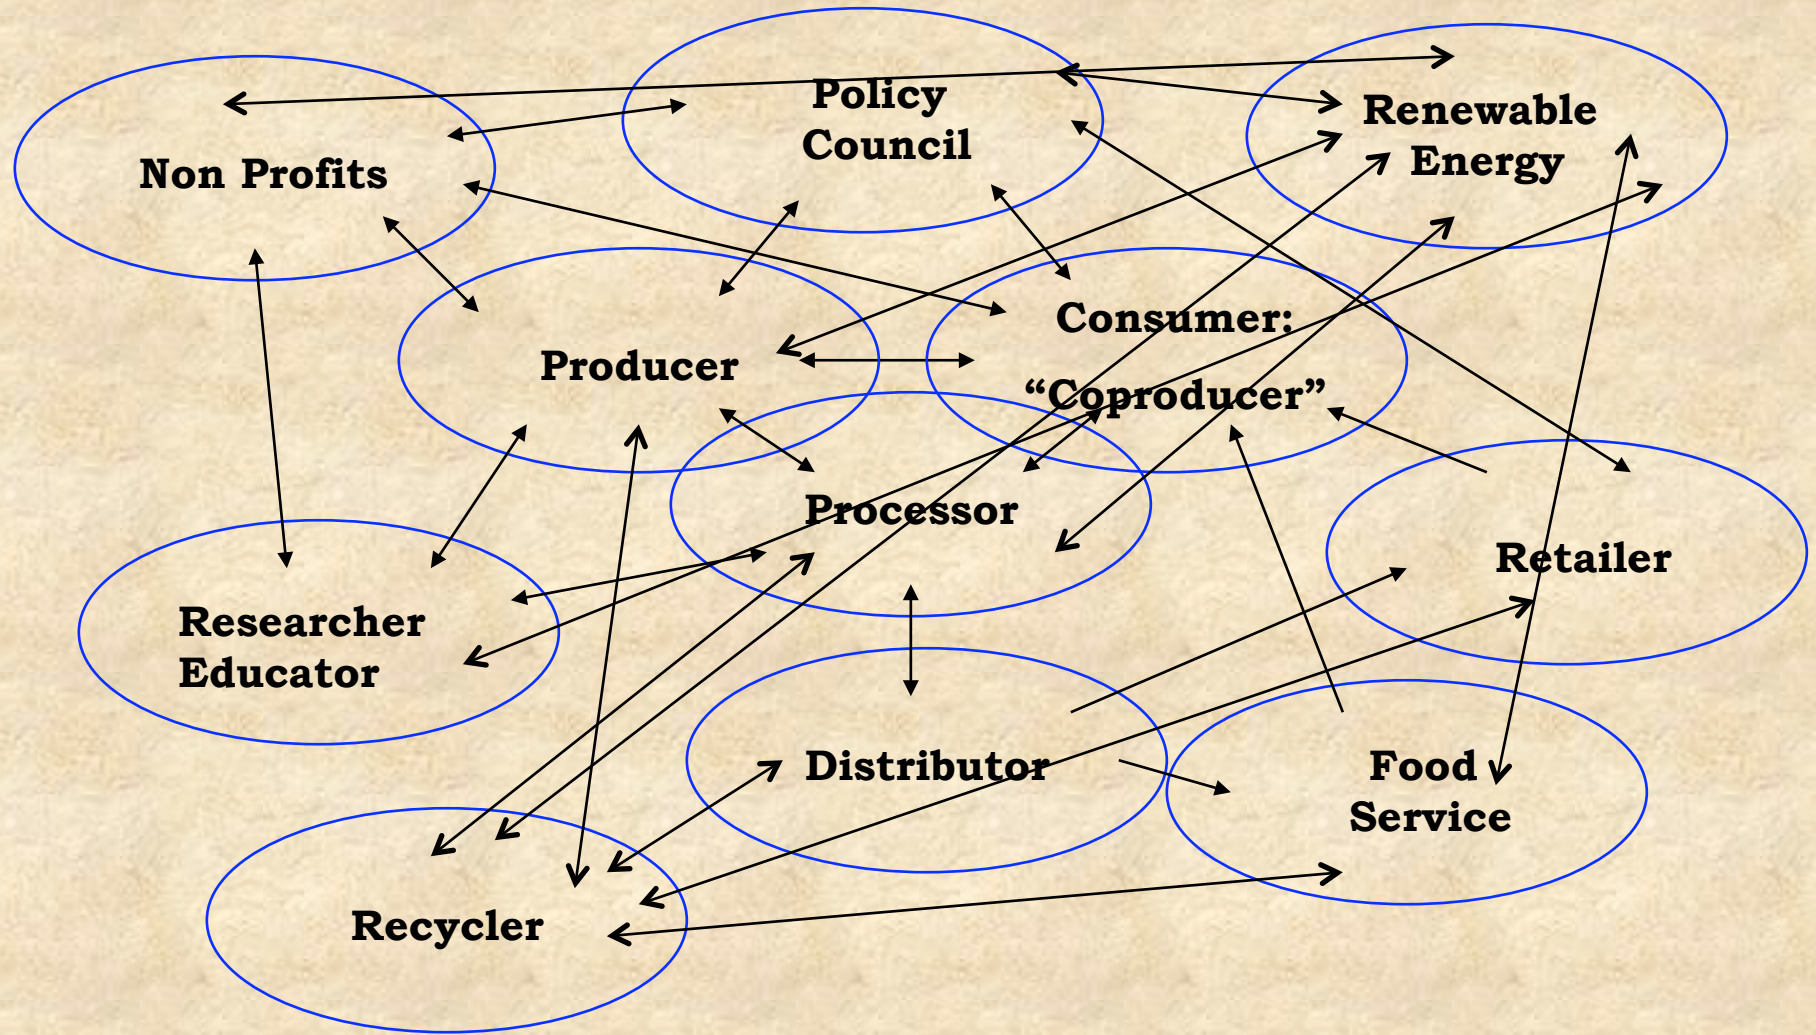 Policy
Council
Renewable
Energy
Non Profits
Consumer:
“Coproducer”
Producer
Processor
Retailer
Researcher
Educator
Distributor
Food
Service
Recycler